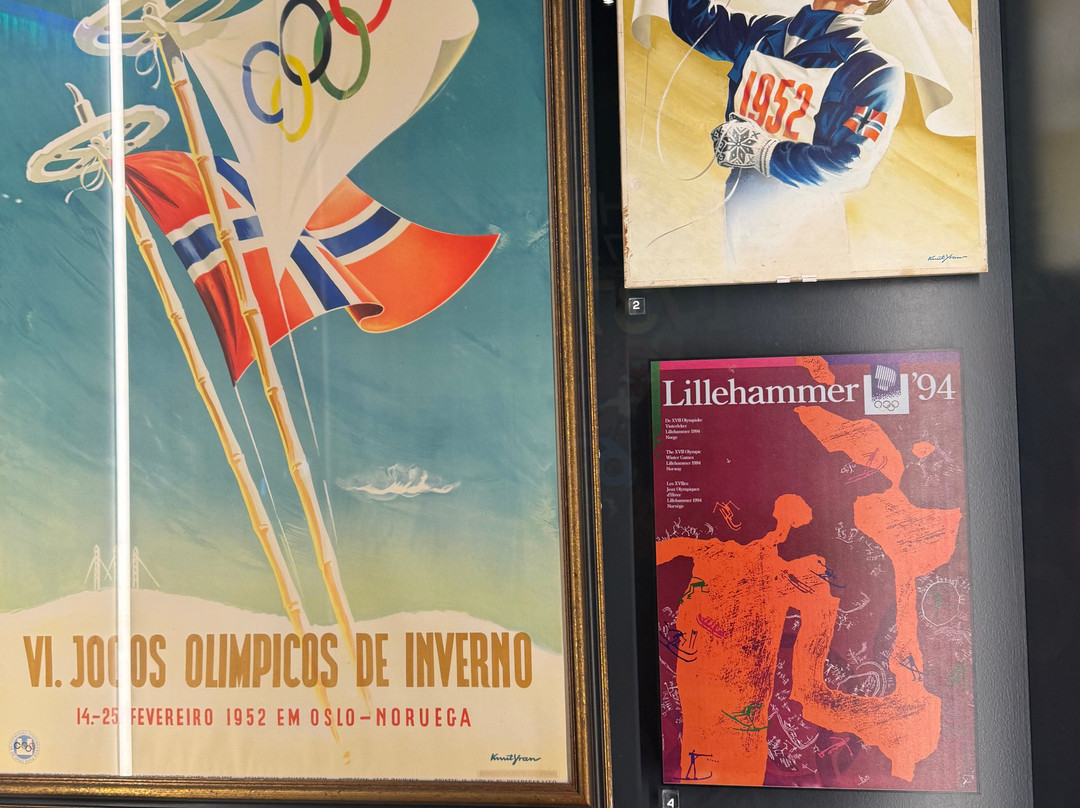 VI. JOGOS OLIMPICOS DE INVERNO
14.-25 FEVEREIRO 1952 EM OSLO-NORUEGA
Knut Yran
1952
Knut Yran
2
Lillehammer '94
De XVII Olympiske
Vinterleker
Lillehammer 1994
Norge
The XVII Olympic
Winter Games
Lillehammer 1994
Norway
Les XVIIes
Jeux Olympiques
d'Hiver
Lillehammer 1994
Norvège
4